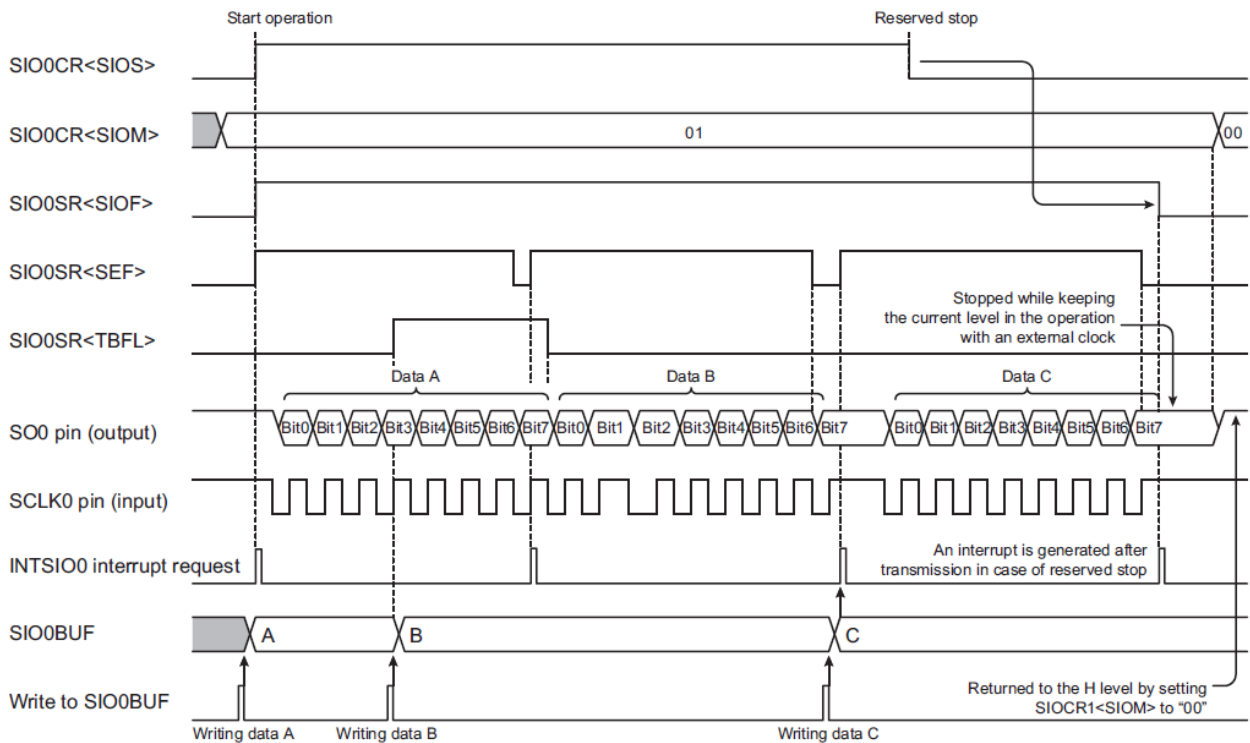 Start operation
Reserved stop
SIO0CR<SIOS>
SIO0CR<SIOM>
01
00
SIO0SR<SIOF>
SIO0SR<SEF>
Stopped while keeping
the current level in the operation
with an external clock
SIO0SR<TBFL>
Data A
Data B
Data C
SO0 pin (output)
Bit0 Bit1 Bit2 Bit3 Bit4 Bit5 Bit6 Bit7 Bit0 Bit1 Bit2 Bit3 Bit4 Bit5 Bit6 Bit7 Bit0 Bit1 Bit2 Bit3 Bit4 Bit5 Bit6 Bit7
SCLK0 pin (input)
INTSIO0 interrupt request
An interrupt is generated after
transmission in case of reserved stop
SIO0BUF
A
B
C
Write to SIO0BUF
Returned to the H level by setting
SIOCR1<SIOM> to “00”
Writing data A
Writing data B
Writing data C